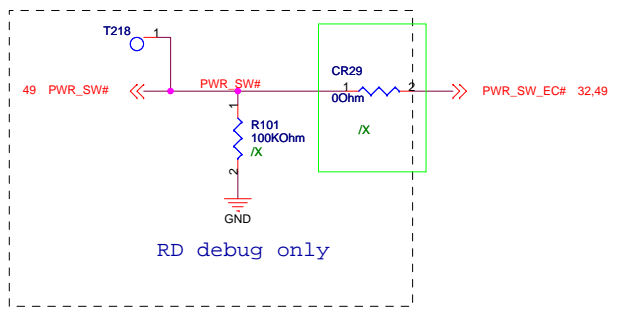 T218
1
49 PWR_SW#
PWR_SW#
CR29
1
2
0Ohm
PWR_SW_EC# 32,49
/X
1
R101
100KOhm
/X
2
GND
RD debug only